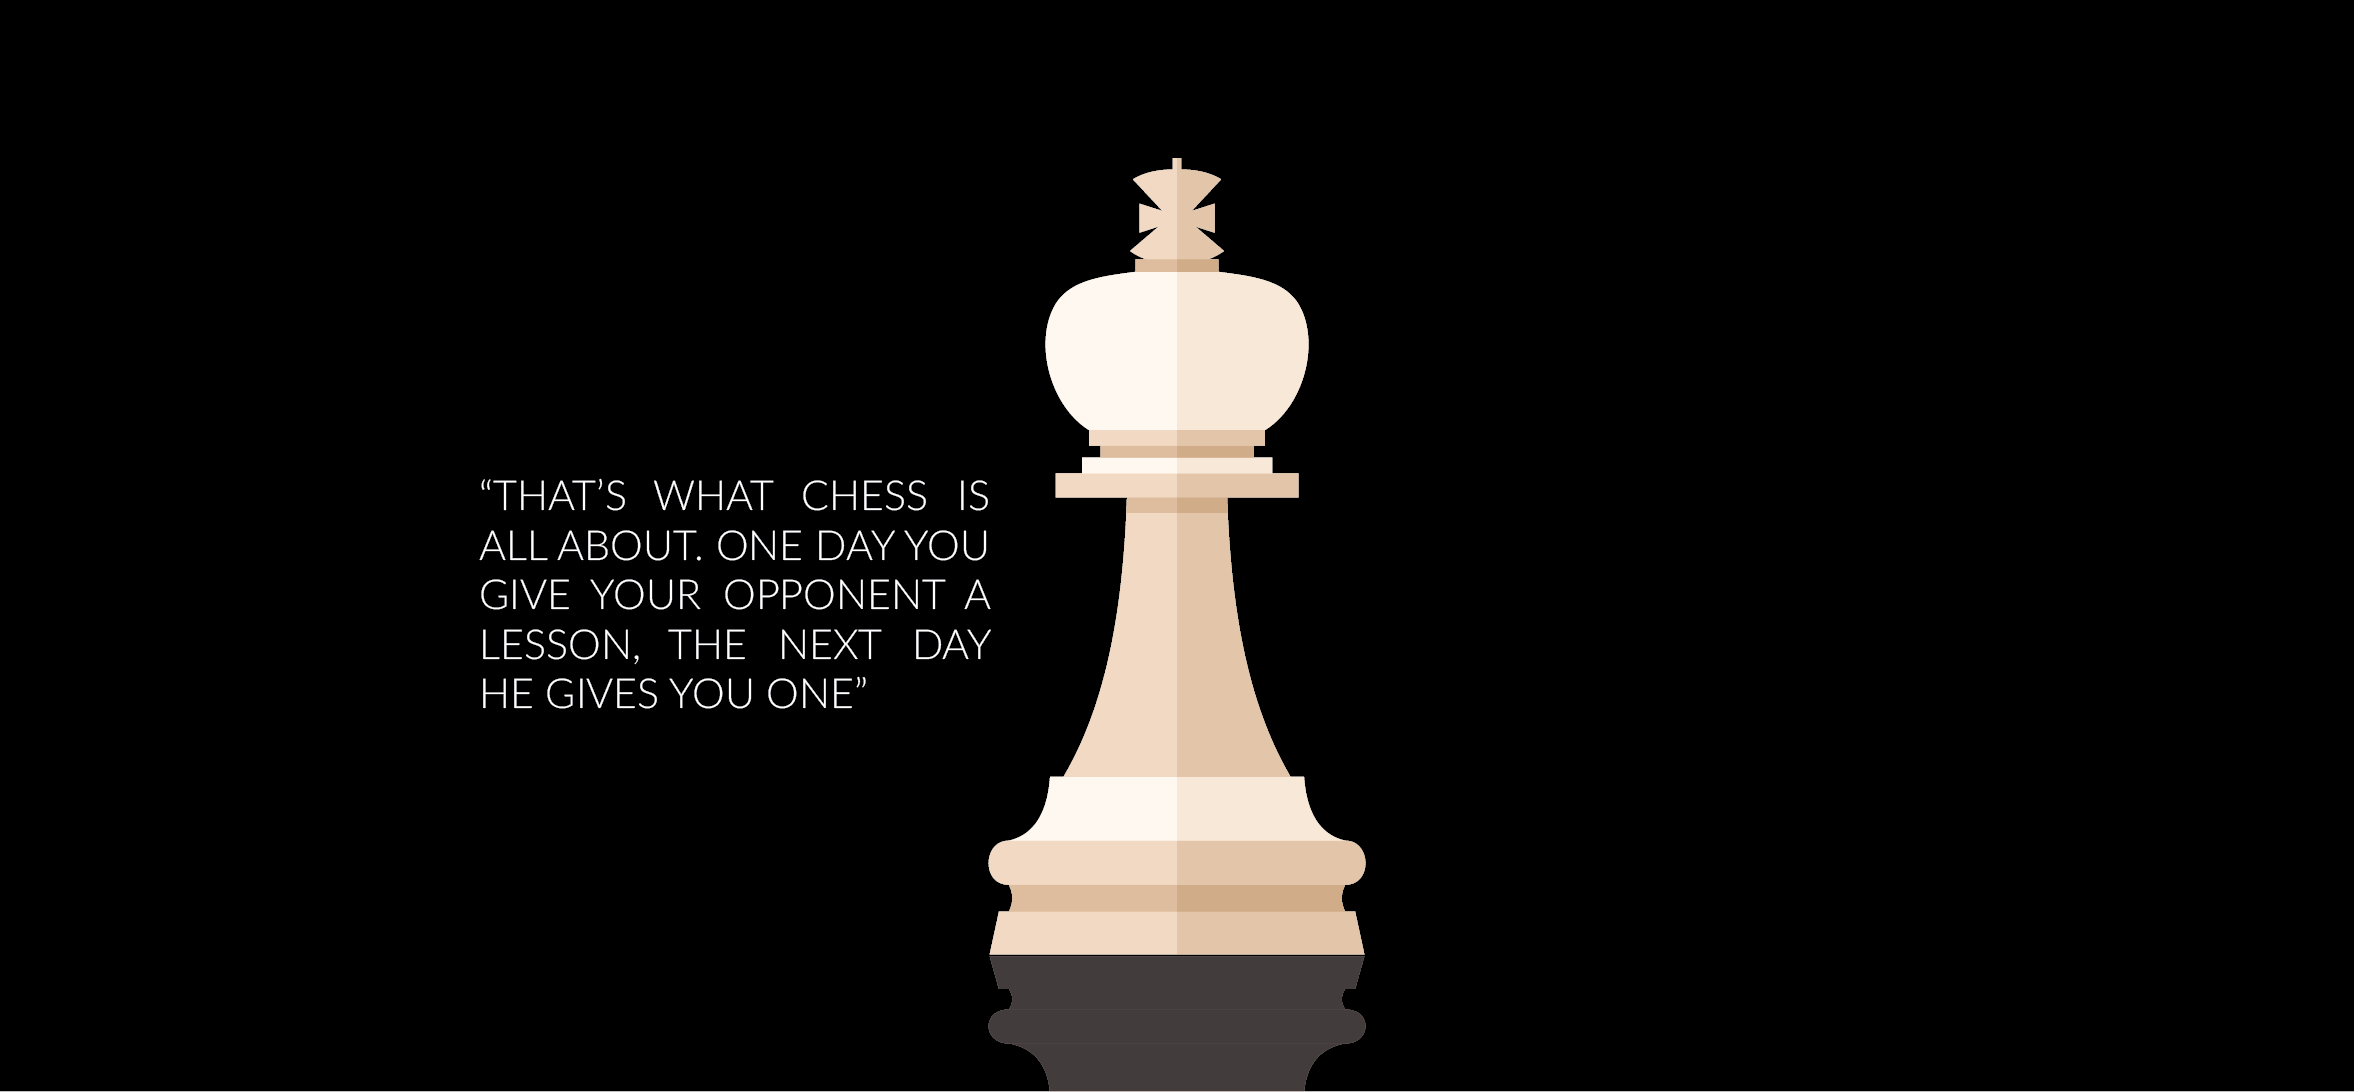 “THAT’S WHAT CHESS IS
ALL ABOUT. ONE DAY YOU
GIVE YOUR OPPONENT A
LESSON, THE NEXT DAY
HE GIVES YOU ONE”